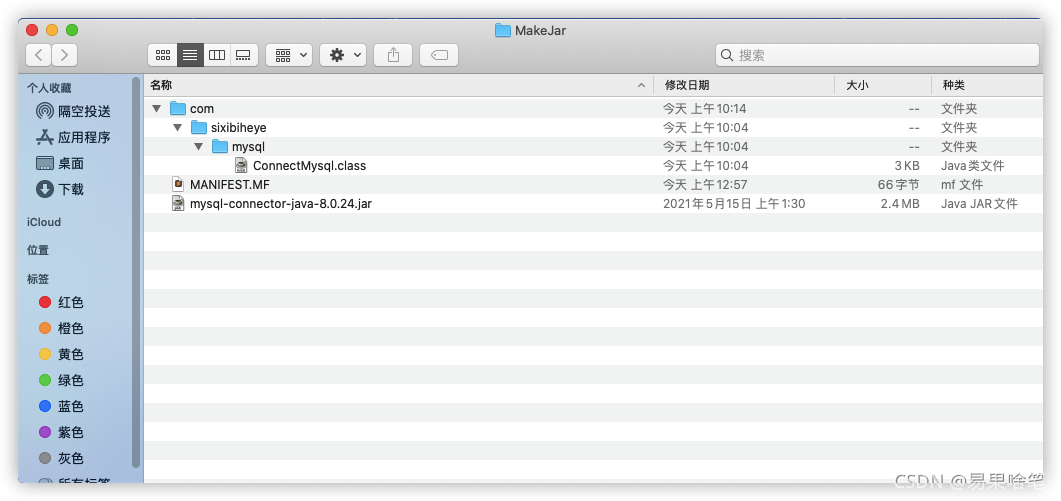 MakeJar
搜索
个人收藏
隔空投送
应用程序
桌面
下载
iCloud
位置
标签
红色
橙色
黄色
绿色
蓝色
紫色
灰色
所有标签
名称 修改日期 大小 种类
com 今天 上午10:14 -- 文件夹
sixibiheye 今天 上午10:04 -- 文件夹
mysql 今天 上午10:04 -- 文件夹
ConnectMysql.class 今天 上午10:04 3 KB Java类文件
MANIFEST.MF 今天 上午12:57 66字节 mf 文件
mysql-connector-java-8.0.24.jar 2021年5月15日 上午1:30 2.4 MB Java JAR文件
CSDN @易果啥笔